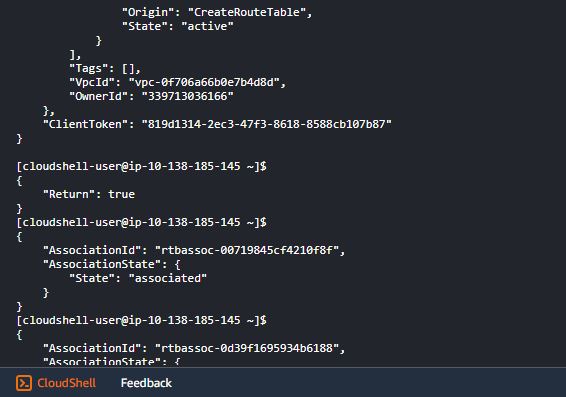 "Origin": "CreateRouteTable",
"State": "active"
}
],
"Tags": [],
"VpcId": "vpc-0f706a66b0e7b4d8d",
"OwnerId": "339713036166"
},
"ClientToken": "819d1314-2ec3-47f3-8618-8588cb107b87"
}
[cloudshell-user@ip-10-138-185-145 ~]$
{
"Return": true
}
[cloudshell-user@ip-10-138-185-145 ~]$
{
"AssociationId": "rtbassoc-00719845cf4210f8f",
"AssociationState": {
"State": "associated"
}
}
[cloudshell-user@ip-10-138-185-145 ~]$
{
"AssociationId": "rtbassoc-0d39f1695934b6188",
"AssociationState": {
CloudShell Feedback